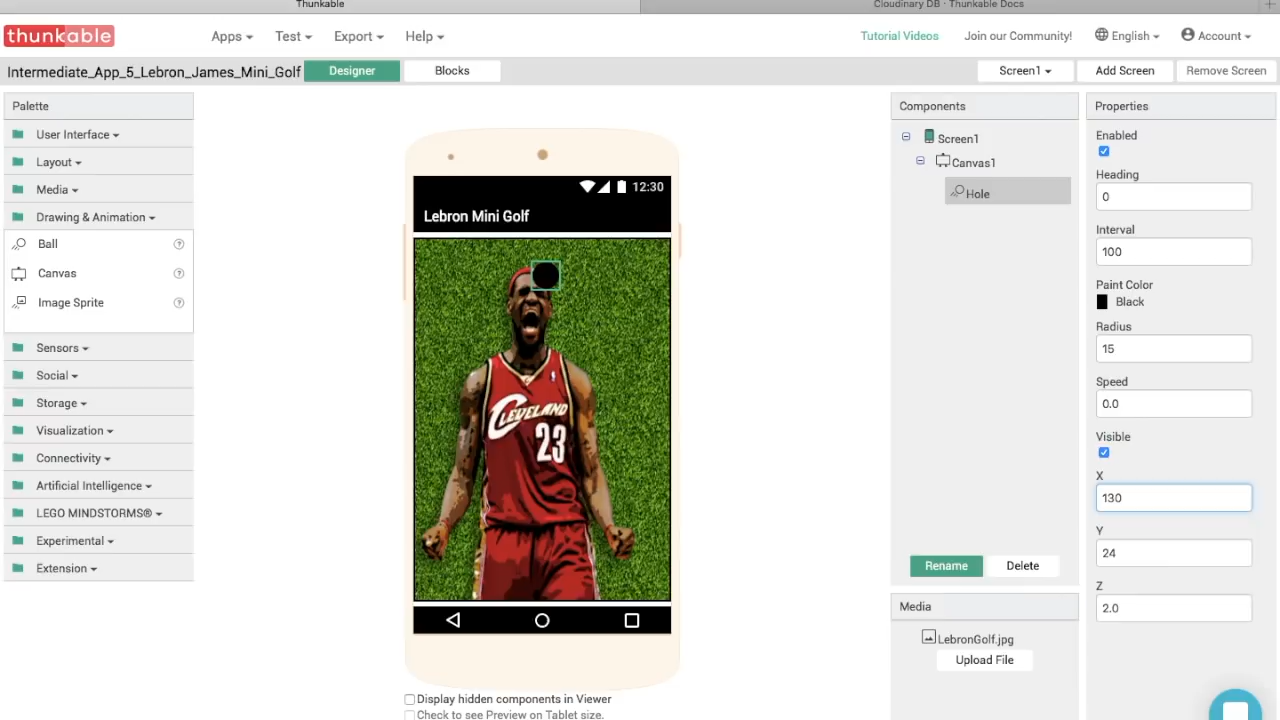 Thunkable
Cloudinary DB · Thunkable Docs
thunkable
Apps
Test
Export
Help
Tutorial Videos
Join our Community!
English
Account
Intermediate_App_5_Lebron_James_Mini_Golf
Designer
Blocks
Screen1
Add Screen
Remove Screen
Palette
User Interface
Layout
Media
Drawing & Animation
Ball
Canvas
Image Sprite
Sensors
Social
Storage
Visualization
Connectivity
Artificial Intelligence
LEGO MINDSTORMS®
Experimental
Extension
12:30
Lebron Mini Golf
CLEVELAND
23
Display hidden components in Viewer
Check to see Preview on Tablet size.
Components
Screen1
Canvas1
Hole
Rename
Delete
Media
LebronGolf.jpg
Upload File
Properties
Enabled
Heading
0
Interval
100
Paint Color
Black
Radius
15
Speed
0.0
Visible
X
130
Y
24
Z
2.0